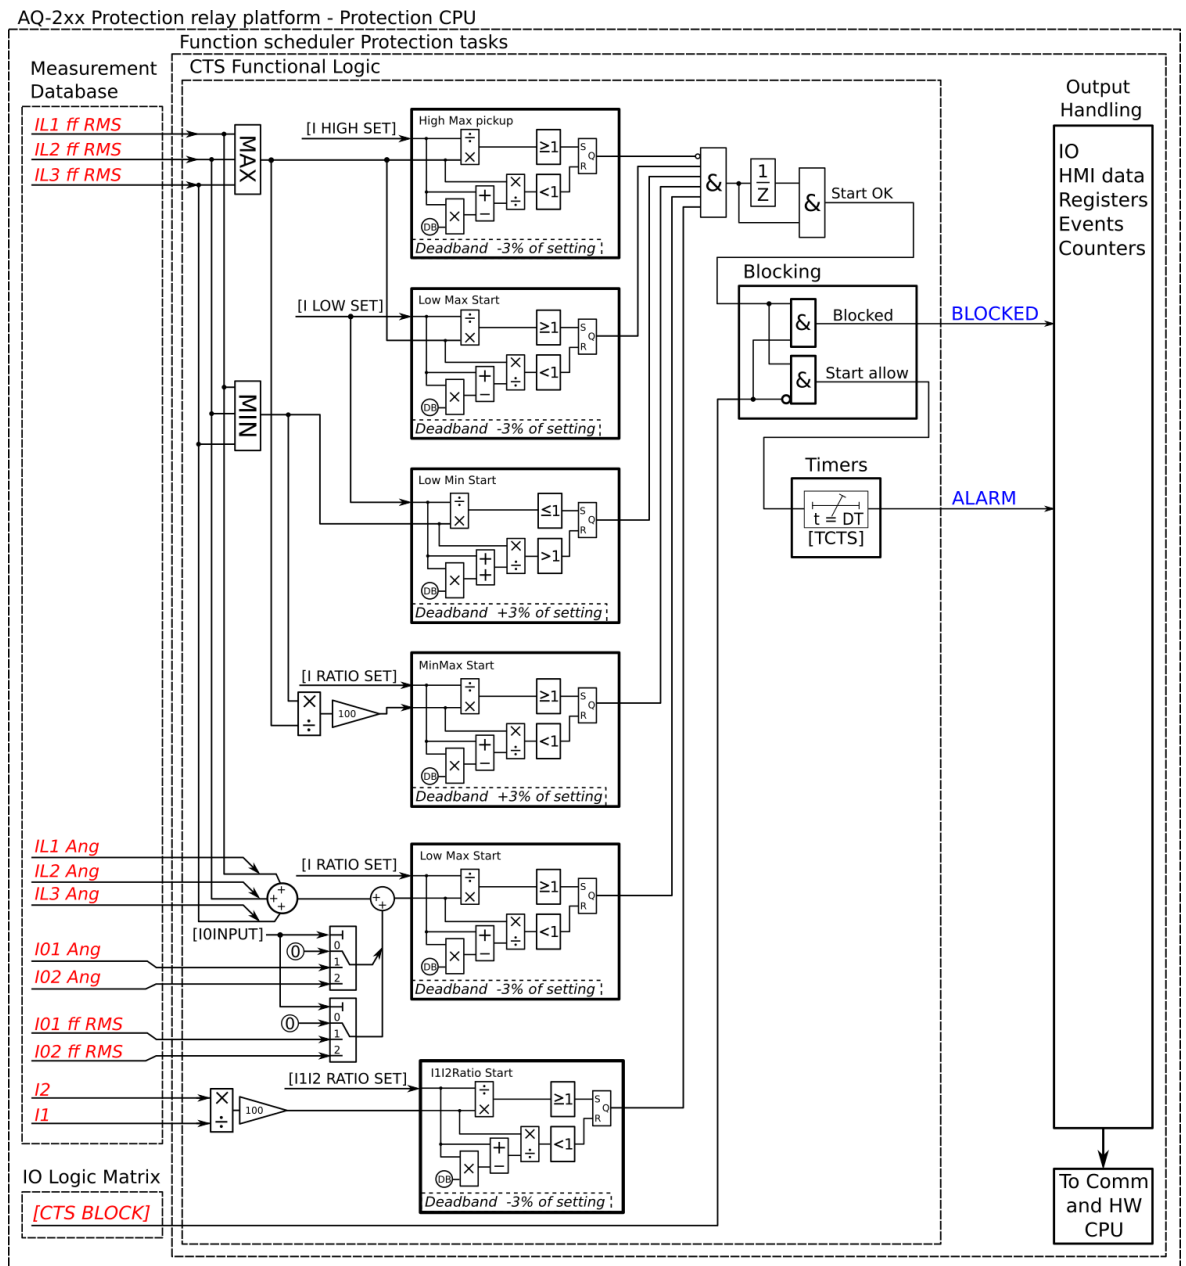 AQ-2xx Protection relay platform - Protection CPU
Function scheduler Protection tasks
CTS Functional Logic
Measurement
Database
IL1 ff RMS
IL2 ff RMS
IL3 ff RMS
MAX
[I HIGH SET]
High Max pickup
÷
×
≥1
S
Q
R
×
÷
<1
+
−
×
DB
Deadband -3% of setting
&
1
Z
&
Start OK
Output
Handling
IO
HMI data
Registers
Events
Counters
[I LOW SET]
Low Max Start
÷
×
≥1
S
Q
R
×
÷
<1
+
−
×
DB
Deadband -3% of setting
Blocking
&
Blocked
BLOCKED
&
Start allow
MIN
Low Min Start
÷
×
≤1
S
Q
R
×
÷
>1
+
+
×
DB
Deadband +3% of setting
Timers
t = DT
[TCTS]
ALARM
[I RATIO SET]
×
÷
100
MinMax Start
÷
×
≥1
S
Q
R
×
÷
<1
+
−
×
DB
Deadband +3% of setting
IL1 Ang
IL2 Ang
IL3 Ang
+
+
+
[I RATIO SET]
+
+
Low Max Start
÷
×
≥1
S
Q
R
×
÷
<1
+
−
×
DB
Deadband -3% of setting
[I0INPUT]
I01 Ang
I02 Ang
0
0
1
2
I01 ff RMS
I02 ff RMS
0
0
1
2
I2
I1
×
÷
100
[I1I2 RATIO SET]
I1I2Ratio Start
÷
×
≥1
S
Q
R
×
÷
<1
+
−
×
DB
Deadband -3% of setting
IO Logic Matrix
[CTS BLOCK]
To Comm
and HW
CPU